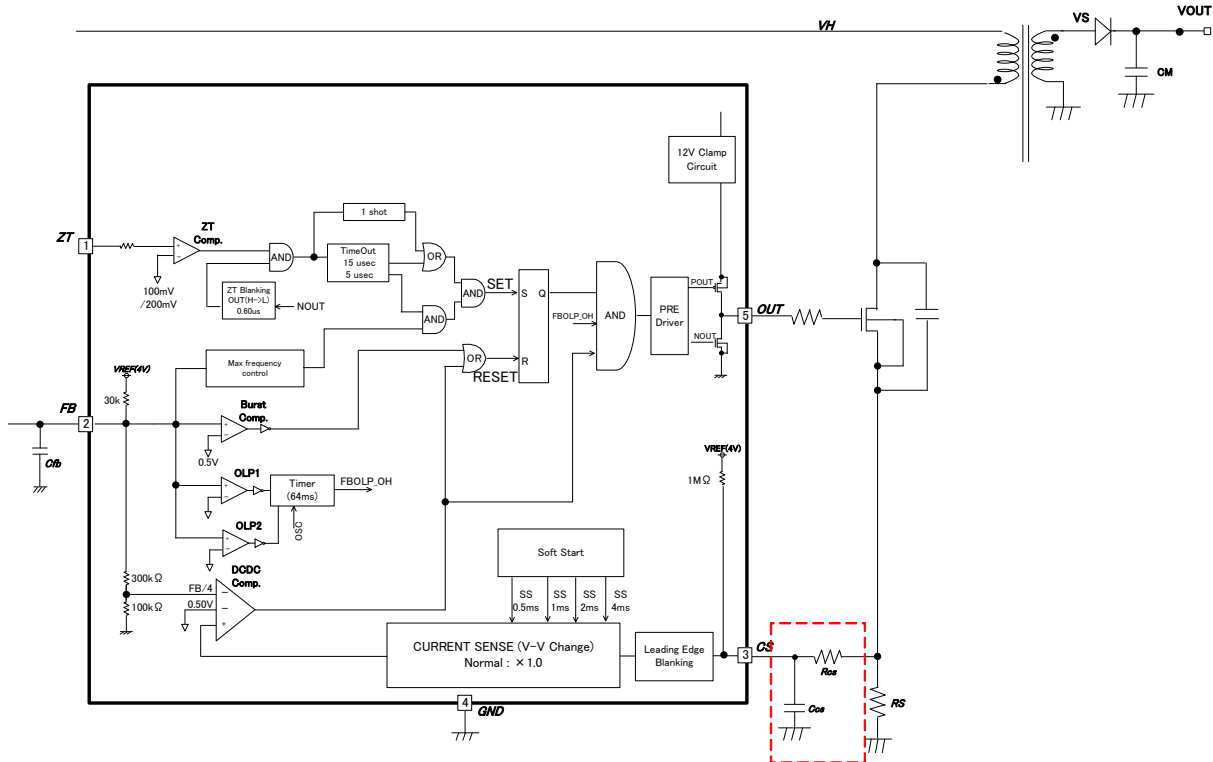 VH
VS
VOUT
CM
12V Clamp
Circuit
1 shot
ZT
1
ZT
Comp.
AND
TimeOut
15 usec
5 usec
OR
100mV
/200mV
ZT Blanking
OUT(H->L)
0.60us
NOUT
AND
SET
S
Q
AND
FBOLP_OH
AND
PRE
Driver
POUT
NOUT
5
OUT
Max frequency
control
OR
R
RESET
VREF(4V)
30k
FB
2
Burst
Comp.
0.5V
Cfb
VREF(4V)
1MΩ
OLP1
Timer
(64ms)
FBOLP_OH
OSC
OLP2
Soft Start
300kΩ
100kΩ
DCDC
Comp.
FB/4
0.50V
SS
0.5ms
SS
1ms
SS
2ms
SS
4ms
CURRENT SENSE (V-V Change)
Normal : ×1.0
Leading Edge
Blanking
3
CS
Rcs
Ccs
RS
4
GND